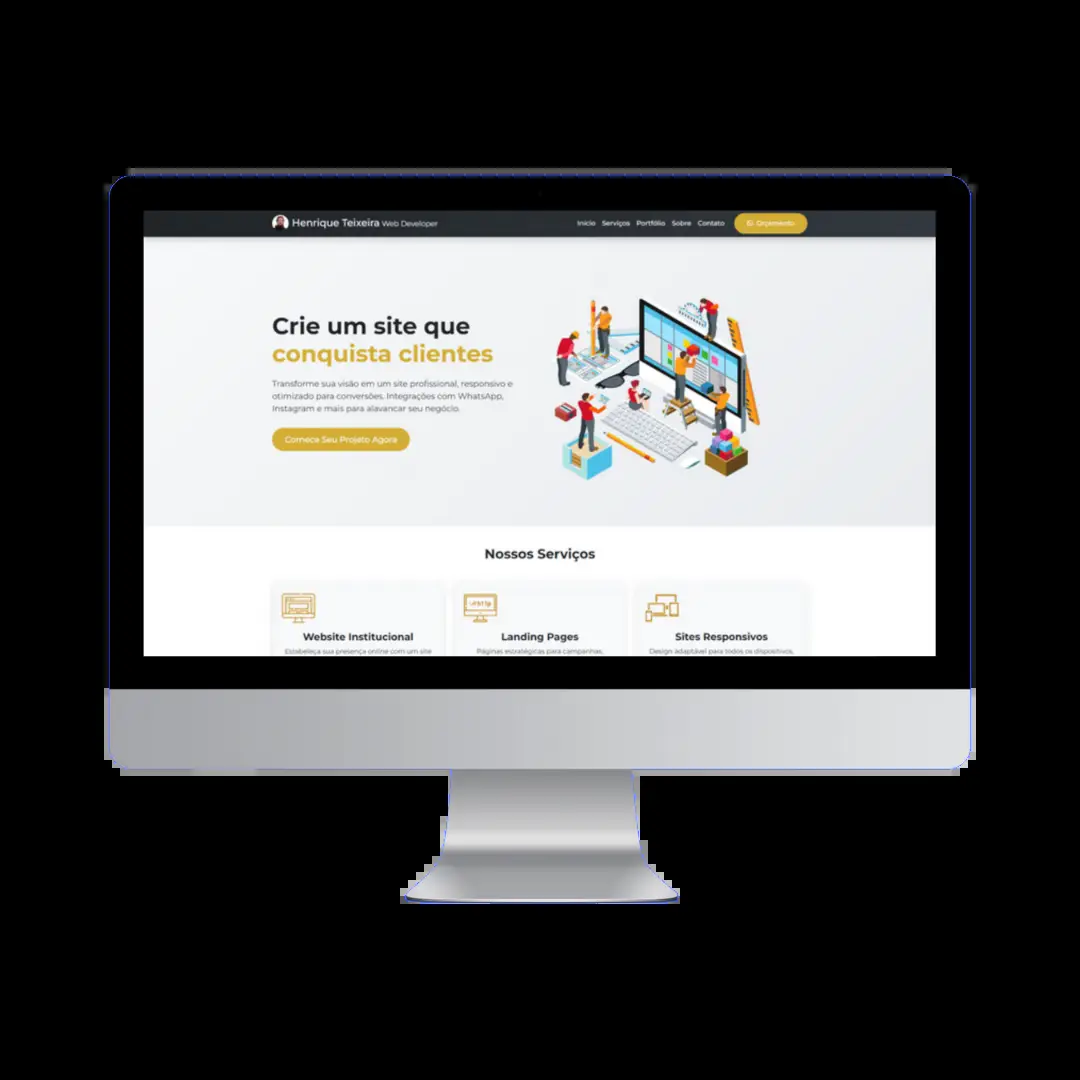 Henrique Teixeira Web Developer
Início Serviços Portfólio Sobre Contato Orçamento
Crie um site que
conquista clientes
Transforme sua visão em um site profissional, responsivo e
otimizado para conversões. Integrações com WhatsApp,
Instagram e mais para alavancar seu negócio.
Comece Seu Projeto Agora
Nossos Serviços
Website Institucional
Landing Pages
Sites Responsivos
Estabeleça sua presença online com um site
Páginas estratégicas para campanhas,
Design adaptável para todos os dispositivos,